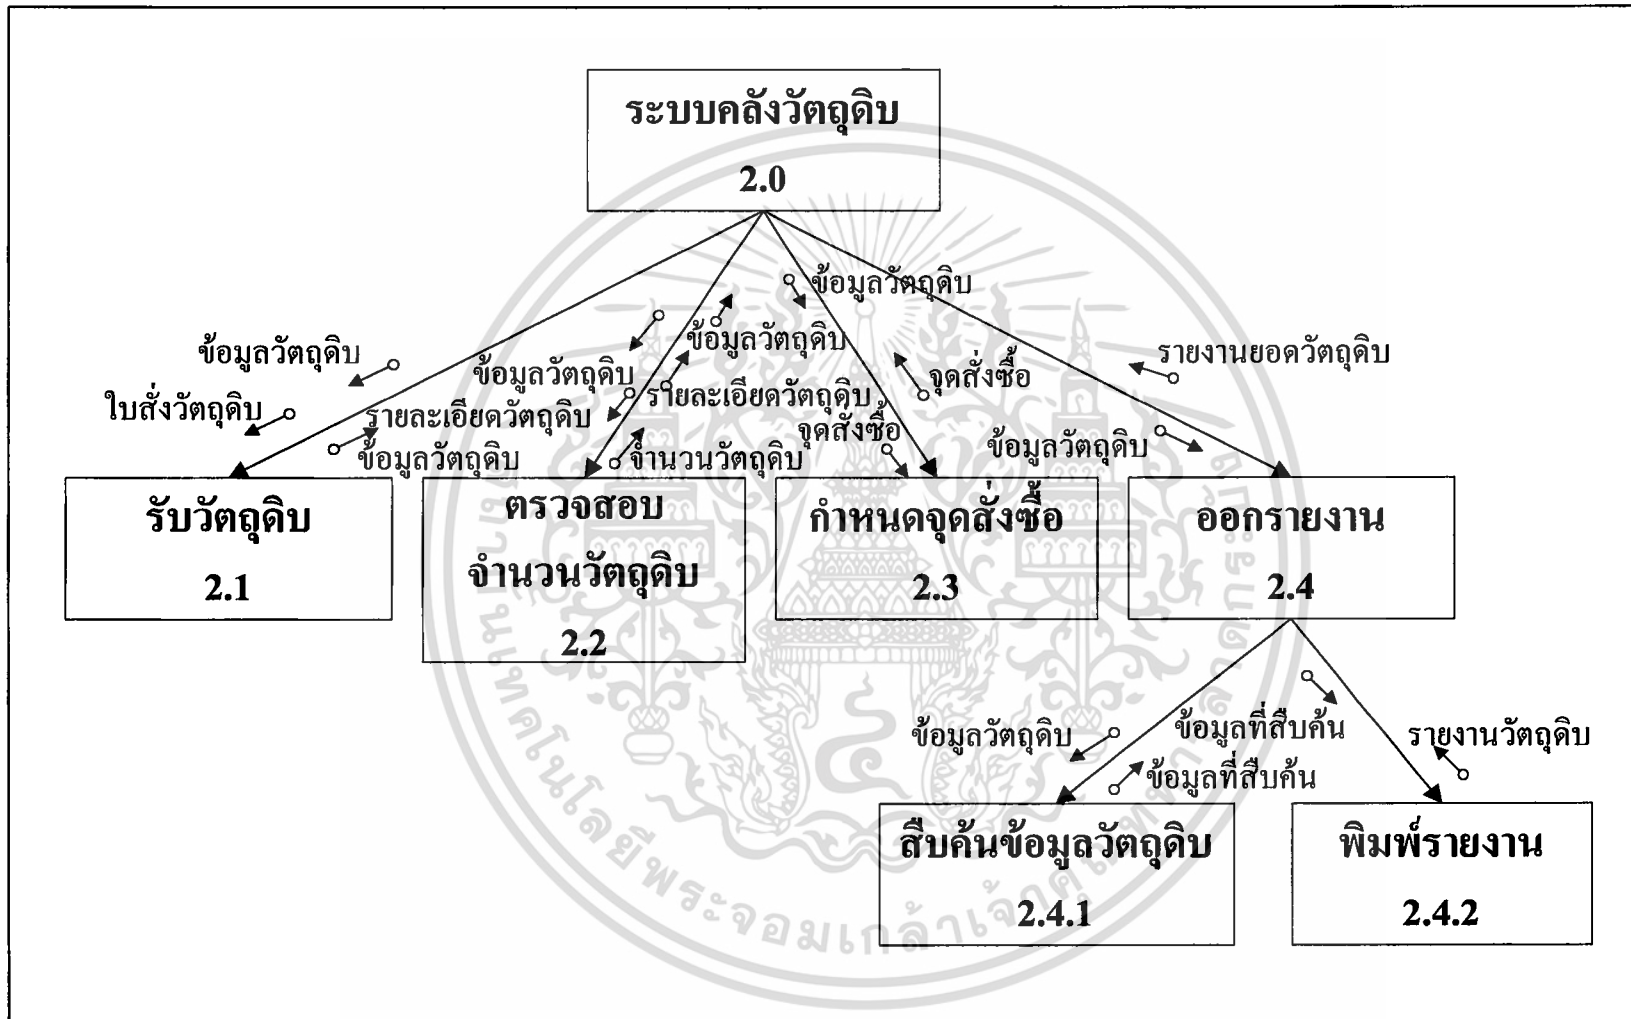 ระบบคลังวัตถุดิบ
2.0
ข้อมูลวัตถุดิบ
ข้อมูลวัตถุดิบ
ข้อมูลวัตถุดิบ
ข้อมูลวัตถุดิบ
จุดสั่งซื้อ
รายงานยอดวัตถุดิบ
ใบสั่งวัตถุดิบ
รายละเอียดวัตถุดิบ
รายละเอียดวัตถุดิบ
จุดสั่งซื้อ
ข้อมูลวัตถุดิบ
ข้อมูลวัตถุดิบ
จำนวนวัตถุดิบ
รับวัตถุดิบ
2.1
ตรวจสอบ
จำนวนวัตถุดิบ
2.2
กำหนดจุดสั่งซื้อ
2.3
ออกรายงาน
2.4
ข้อมูลวัตถุดิบ
ข้อมูลที่สืบค้น
รายงานวัตถุดิบ
ข้อมูลที่สืบค้น
สืบค้นข้อมูลวัตถุดิบ
2.4.1
พิมพ์รายงาน
2.4.2